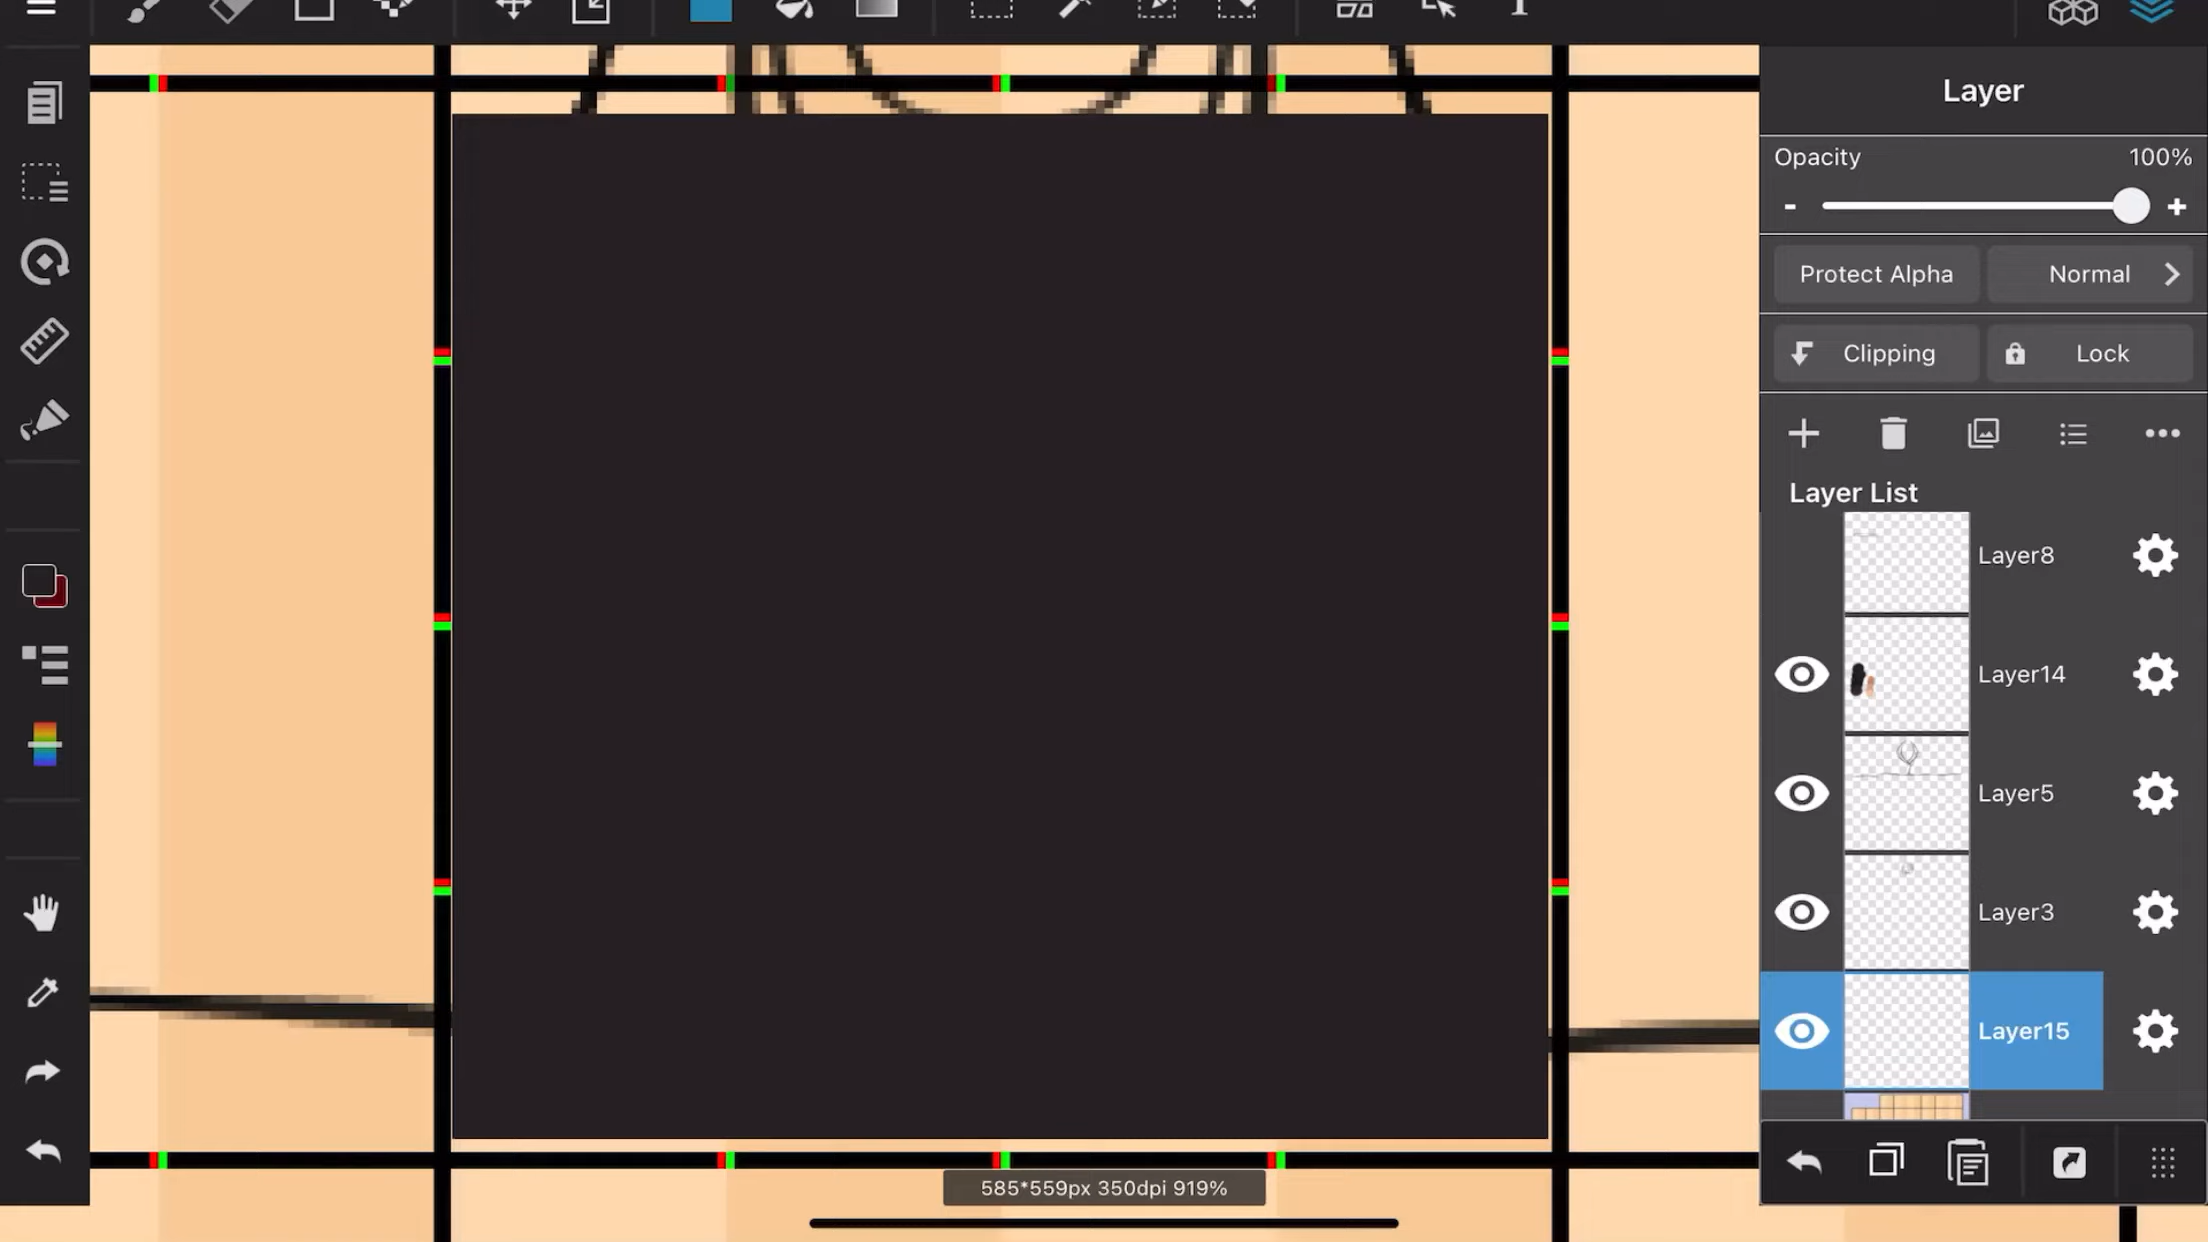 Layer
Opacity 100%
- +
Protect Alpha Normal
Clipping Lock
Layer List
Layer8
Layer14
Layer5
Layer3
Layer15
585*559px 350dpi 919%